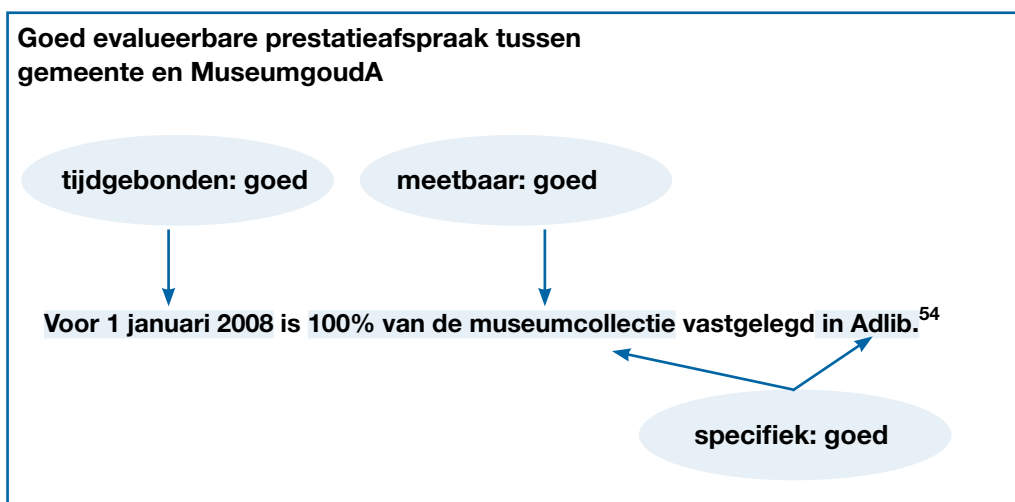 Goed evalueerbare prestatieafspraak tussen
gemeente en MuseumgoudA
tijdgebonden: goed
meetbaar: goed
Voor 1 januari 2008 is 100% van de museumcollectie vastgelegd in Adlib.54
specifiek: goed